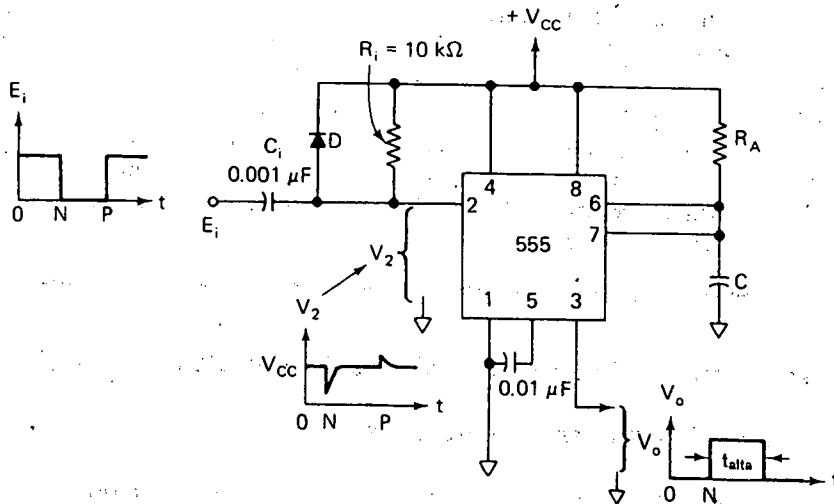 + V_CC
R_i = 10 kΩ
E_i
C_i
0.001 μF
D
R_A
0 N P t
E_i
2
4
8
6
7
555
1 5 3
V_2
C
V_2
V_CC
0 N P t
0.01 μF
V_o
V_o
t_alta
0 N t